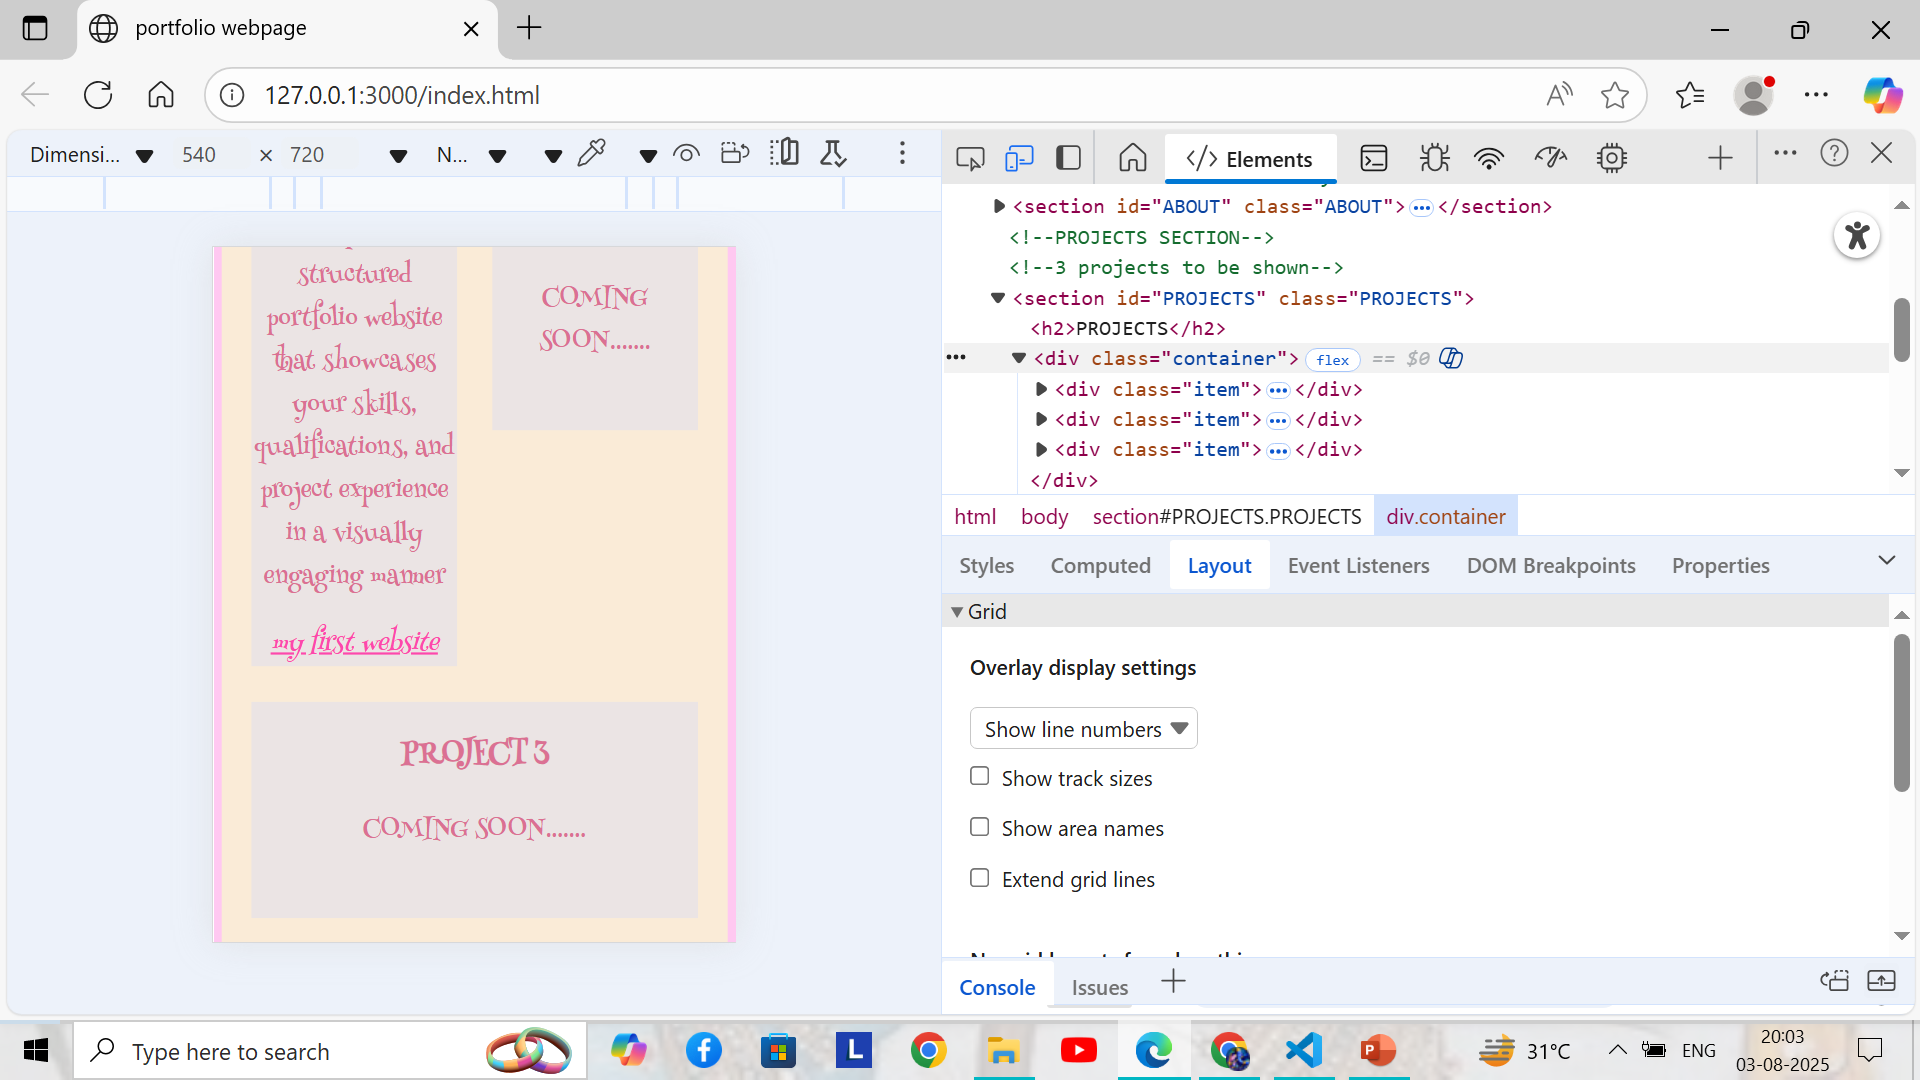 portfolio webpage
127.0.0.1:3000/index.html
Dimensi... 540 × 720 N...
Elements
<section id="ABOUT" class="ABOUT"> ••• </section>
<!--PROJECTS SECTION-->
<!--3 projects to be shown-->
<section id="PROJECTS" class="PROJECTS">
<h2>PROJECTS</h2>
••• <div class="container"> flex == $0
<div class="item"> ••• </div>
<div class="item"> ••• </div>
<div class="item"> ••• </div>
</div>
html body section#PROJECTS.PROJECTS div.container
Styles Computed Layout Event Listeners DOM Breakpoints Properties
Grid
Overlay display settings
Show line numbers
Show track sizes
Show area names
Extend grid lines
Console Issues
structured
portfolio website
that showcases
your skills,
qualifications, and
project experience
in a visually
engaging manner
my first website
COMING
SOON.......
PROJECT 3
COMING SOON.......
Type here to search
L
P
31°C
ENG
20:03
03-08-2025